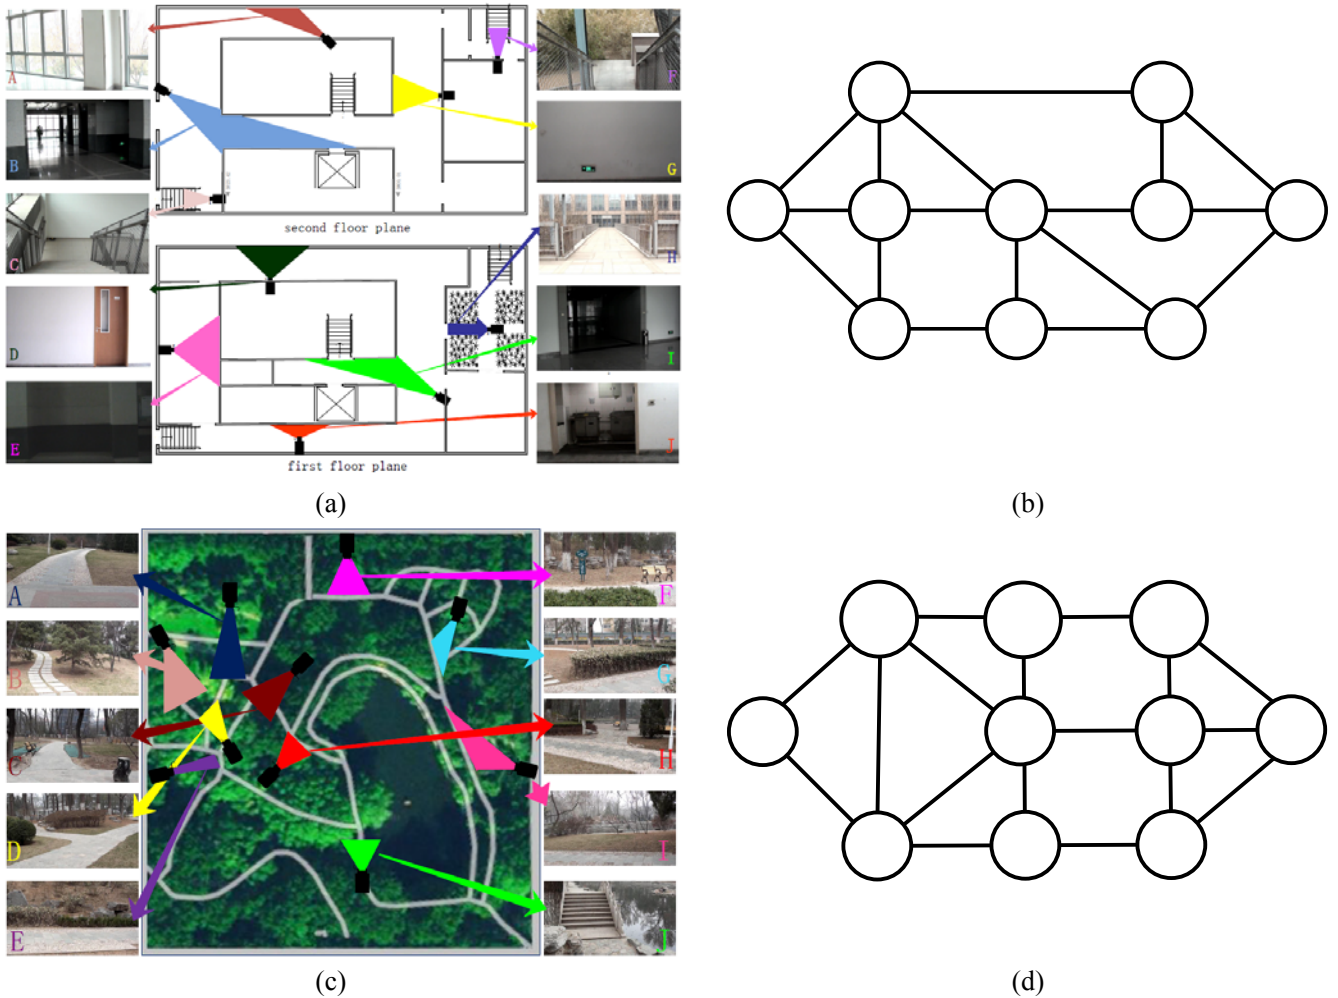 A
B
C
D
E
F
G
H
I
J
second floor plane
first floor plane
(a)
(b)
A
B
C
D
E
F
G
H
I
J
(c)
(d)